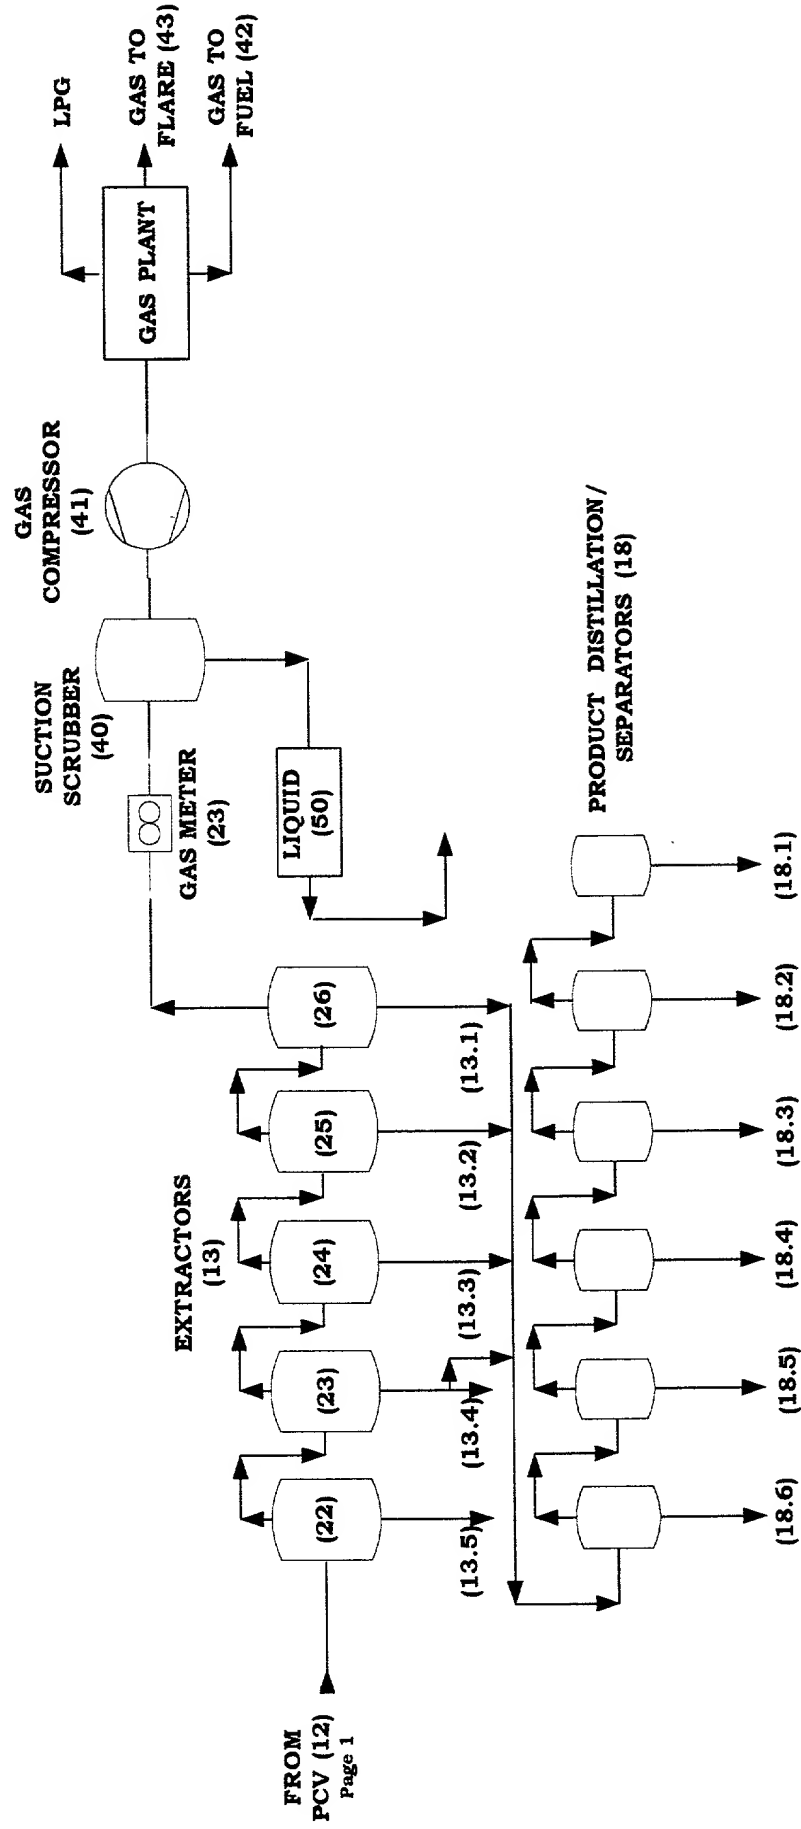 LPG
GAS TO
FLARE (43)
GAS TO
FUEL (42)
GAS PLANT
GAS
COMPRESSOR
(41)
SUCTION
SCRUBBER
(40)
GAS METER
(23)
LIQUID
(50)
EXTRACTORS
(13)
(22)
(23)
(24)
(25)
(26)
FROM
PCV (12)
Page 1
(13.5)
(13.4)
(13.3)
(13.2)
(13.1)
PRODUCT DISTILLATION/
SEPARATORS (18)
(18.6)
(18.5)
(18.4)
(18.3)
(18.2)
(18.1)